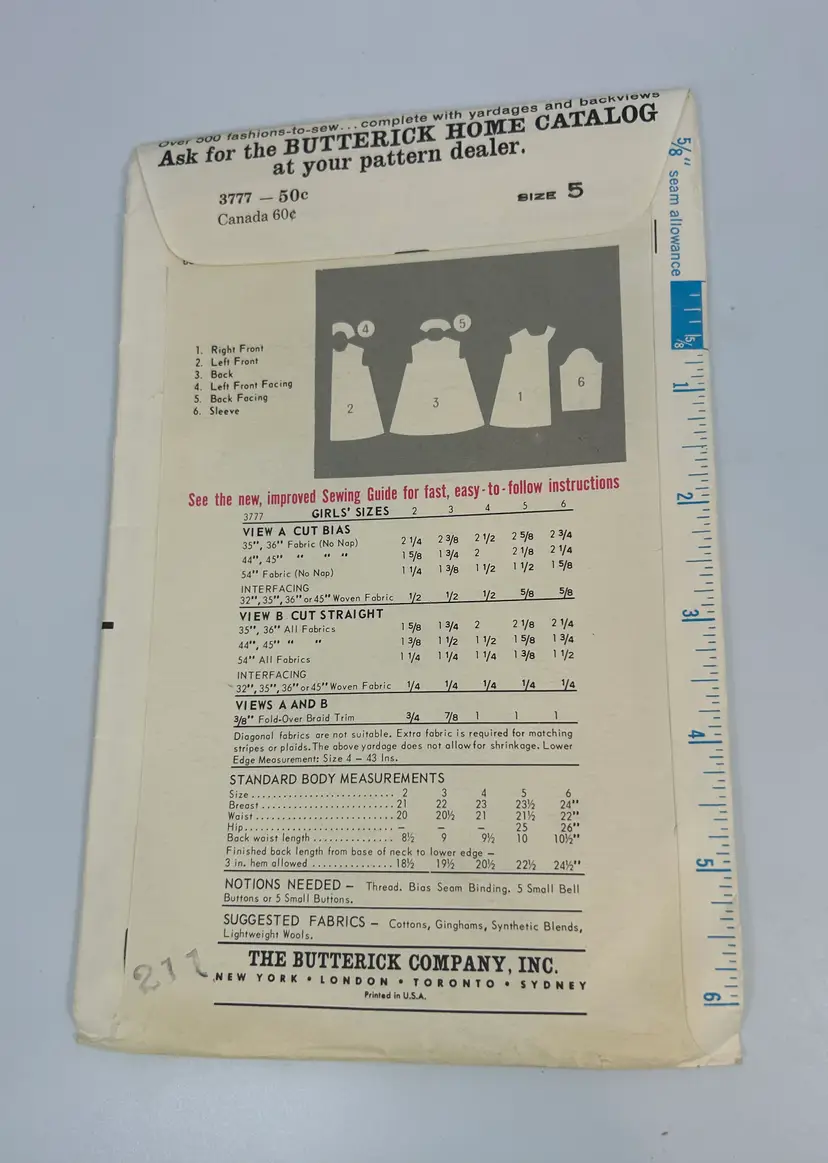 Over 500 fashions-to-sew...complete with yardages and backviews
Ask for the BUTTERICK HOME CATALOG
at your pattern dealer.
3777 — 50c
Canada 60¢
SIZE 5
5/8" seam allowance
5/8
1
2
3
4
5
6
1. Right Front
2. Left Front
3. Back
4. Left Front Facing
5. Back Facing
6. Sleeve
4
5
2
3
1
6
See the new, improved Sewing Guide for fast, easy-to-follow instructions
3777 GIRLS' SIZES 2 3 4 5 6
VIEW A CUT BIAS
35", 36" Fabric (No Nap) 2 1/4 2 3/8 2 1/2 2 5/8 2 3/4
44", 45" " " " 1 5/8 1 3/4 2 2 1/8 2 1/4
54" Fabric (No Nap) 1 1/4 1 3/8 1 1/2 1 1/2 1 5/8
INTERFACING
32", 35", 36" or 45" Woven Fabric 1/2 1/2 1/2 5/8 5/8
VIEW B CUT STRAIGHT
35", 36" All Fabrics 1 5/8 1 3/4 2 2 1/8 2 1/4
44", 45" " " 1 3/8 1 1/2 1 1/2 1 5/8 1 3/4
54" All Fabrics 1 1/4 1 1/4 1 1/4 1 3/8 1 1/2
INTERFACING
32", 35", 36" or 45" Woven Fabric 1/4 1/4 1/4 1/4 1/4
VIEWS A AND B
3/8" Fold-Over Braid Trim 3/4 7/8 1 1 1
Diagonal fabrics are not suitable. Extra fabric is required for matching
stripes or plaids. The above yardage does not allow for shrinkage. Lower
Edge Measurement: Size 4 — 43 Ins.
STANDARD BODY MEASUREMENTS
Size.......................... 2 3 4 5 6
Breast........................ 21 22 23 23½ 24"
Waist......................... 20 20½ 21 21½ 22"
Hip........................... — — — 25 26"
Back waist length ............... 8½ 9 9½ 10 10½"
Finished back length from base of neck to lower edge —
3 in. hem allowed ............... 18½ 19½ 20½ 22½ 24½"
NOTIONS NEEDED — Thread. Bias Seam Binding. 5 Small Bell
Buttons or 5 Small Buttons.
SUGGESTED FABRICS — Cottons, Ginghams, Synthetic Blends,
Lightweight Wools.
THE BUTTERICK COMPANY, INC.
NEW YORK • LONDON • TORONTO • SYDNEY
Printed in U.S.A.